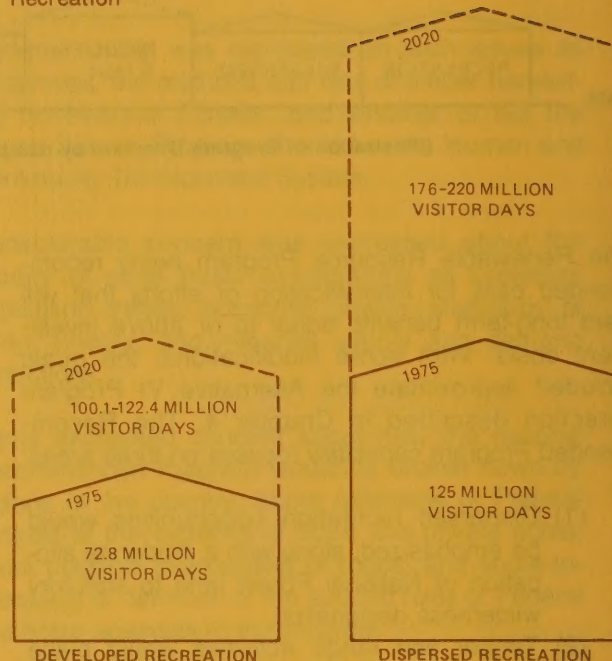 Recreation
2020
176-220 MILLION
VISITOR DAYS
1975
125 MILLION
VISITOR DAYS
DISPERSED RECREATION
2020
100.1-122.4 MILLION
VISITOR DAYS
1975
72.8 MILLION
VISITOR DAYS
DEVELOPED RECREATION